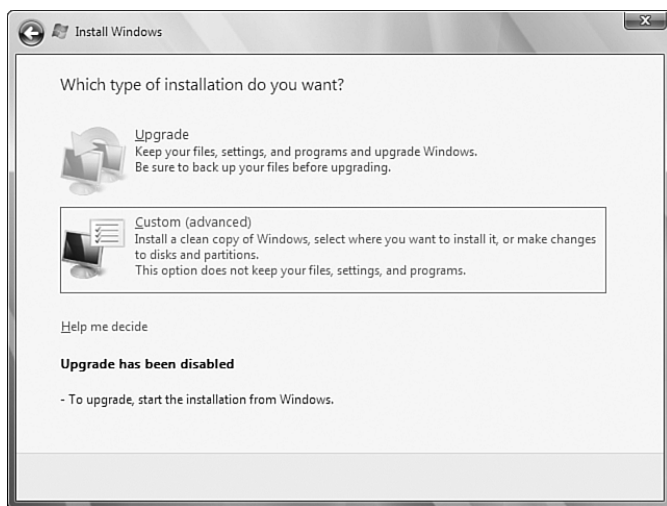 Install Windows
Which type of installation do you want?
Upgrade
Keep your files, settings, and programs and upgrade Windows.
Be sure to back up your files before upgrading.
Custom (advanced)
Install a clean copy of Windows, select where you want to install it, or make changes
to disks and partitions.
This option does not keep your files, settings, and programs.
Help me decide
Upgrade has been disabled
- To upgrade, start the installation from Windows.